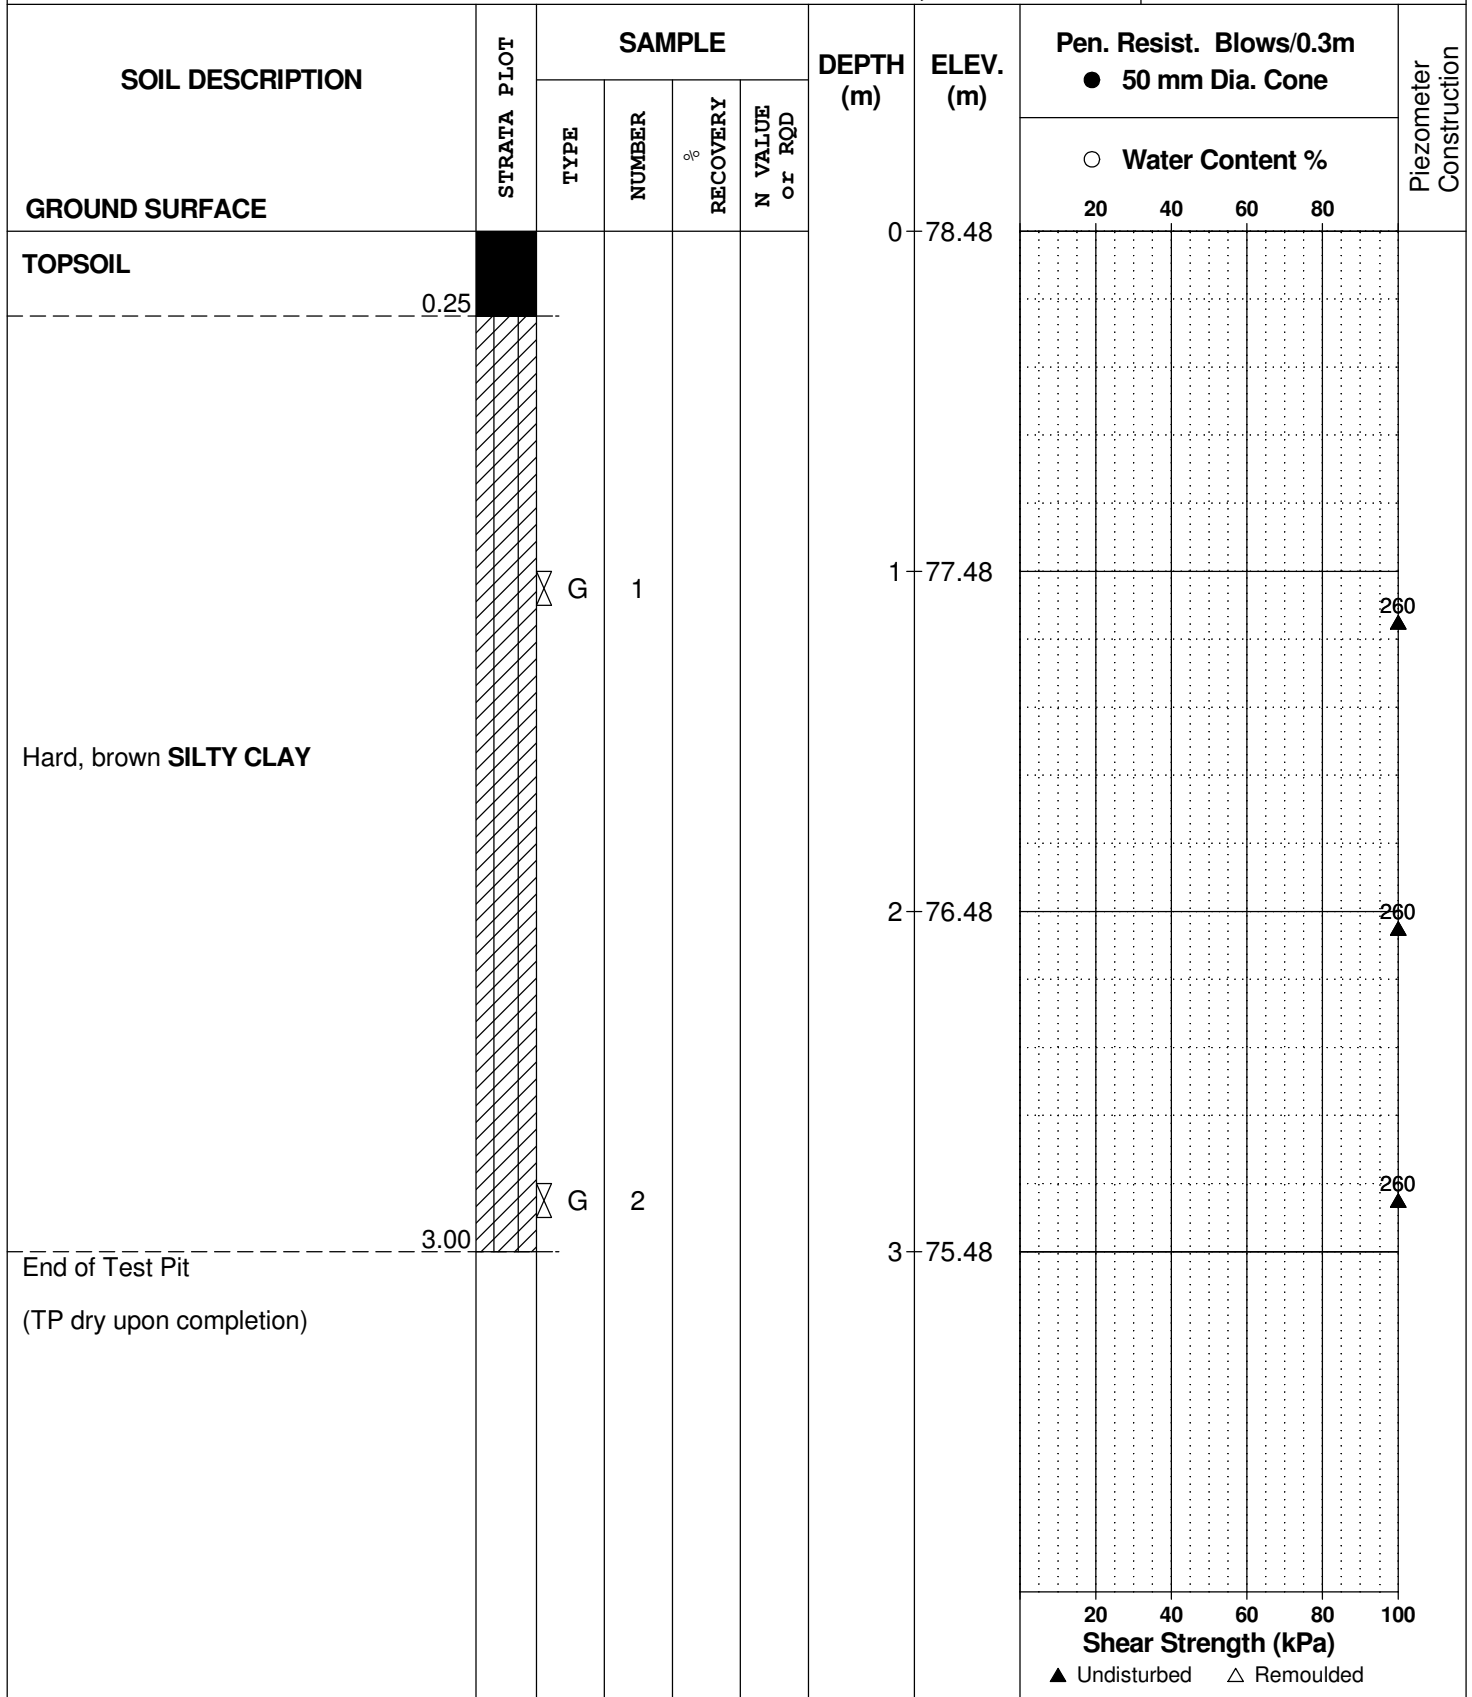 SOIL DESCRIPTION
GROUND SURFACE
STRATA PLOT
SAMPLE
TYPE
NUMBER
%
RECOVERY
N VALUE
or RQD
DEPTH
(m)
ELEV.
(m)
Pen. Resist. Blows/0.3m
● 50 mm Dia. Cone
○ Water Content %
20 40 60 80
Piezometer
Construction
0 78.48
TOPSOIL
0.25
1 77.48
G 1
260
Hard, brown SILTY CLAY
2 76.48
260
260
G 2
3.00
3 75.48
End of Test Pit
(TP dry upon completion)
20 40 60 80 100
Shear Strength (kPa)
▲ Undisturbed △ Remoulded